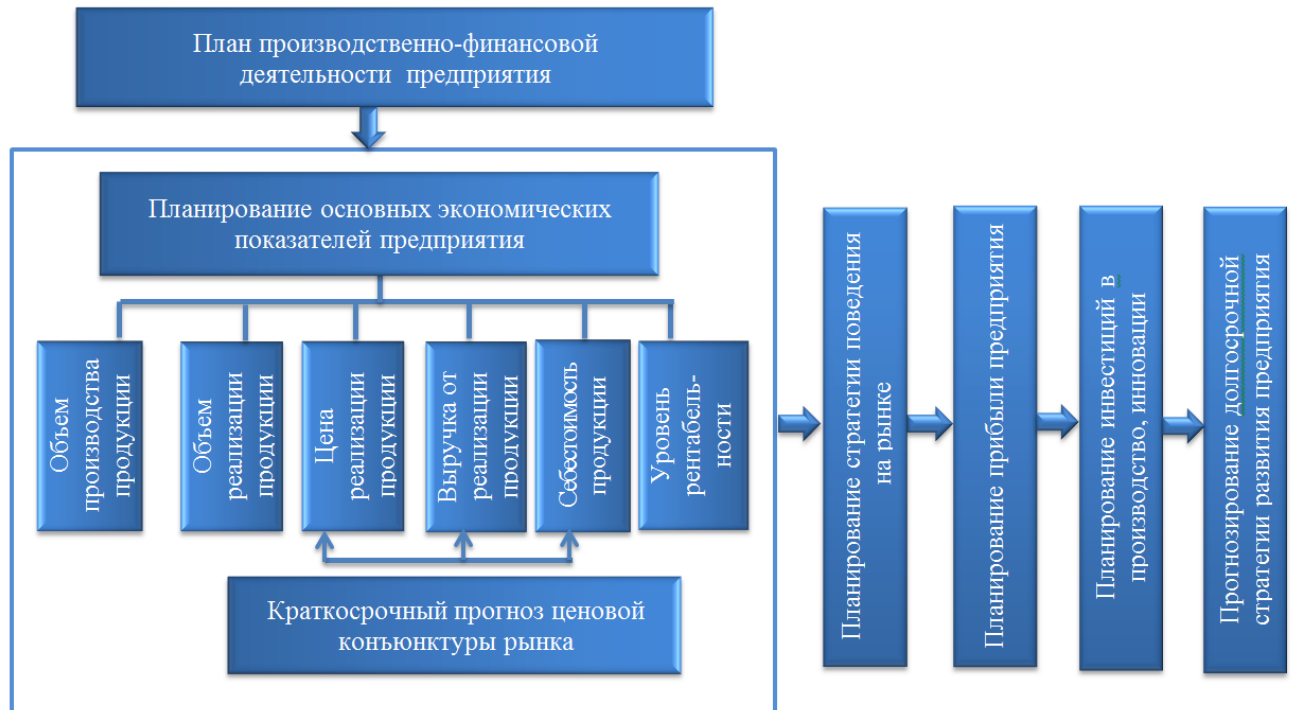 План производственно-финансовой
деятельности предприятия
Планирование основных экономических
показателей предприятия
Объем
производства
продукции
Объем
реализации
продукции
Цена
реализации
продукции
Выручка от
реализации
продукции
Себестоимость
продукции
Уровень
рентабель-
ности
Краткосрочный прогноз ценовой
конъюнктуры рынка
Планирование стратегии поведения
на рынке
Планирование прибыли предприятия
Планирование инвестиций в
производство, инновации
Прогнозирование долгосрочной
стратегии развития предприятия